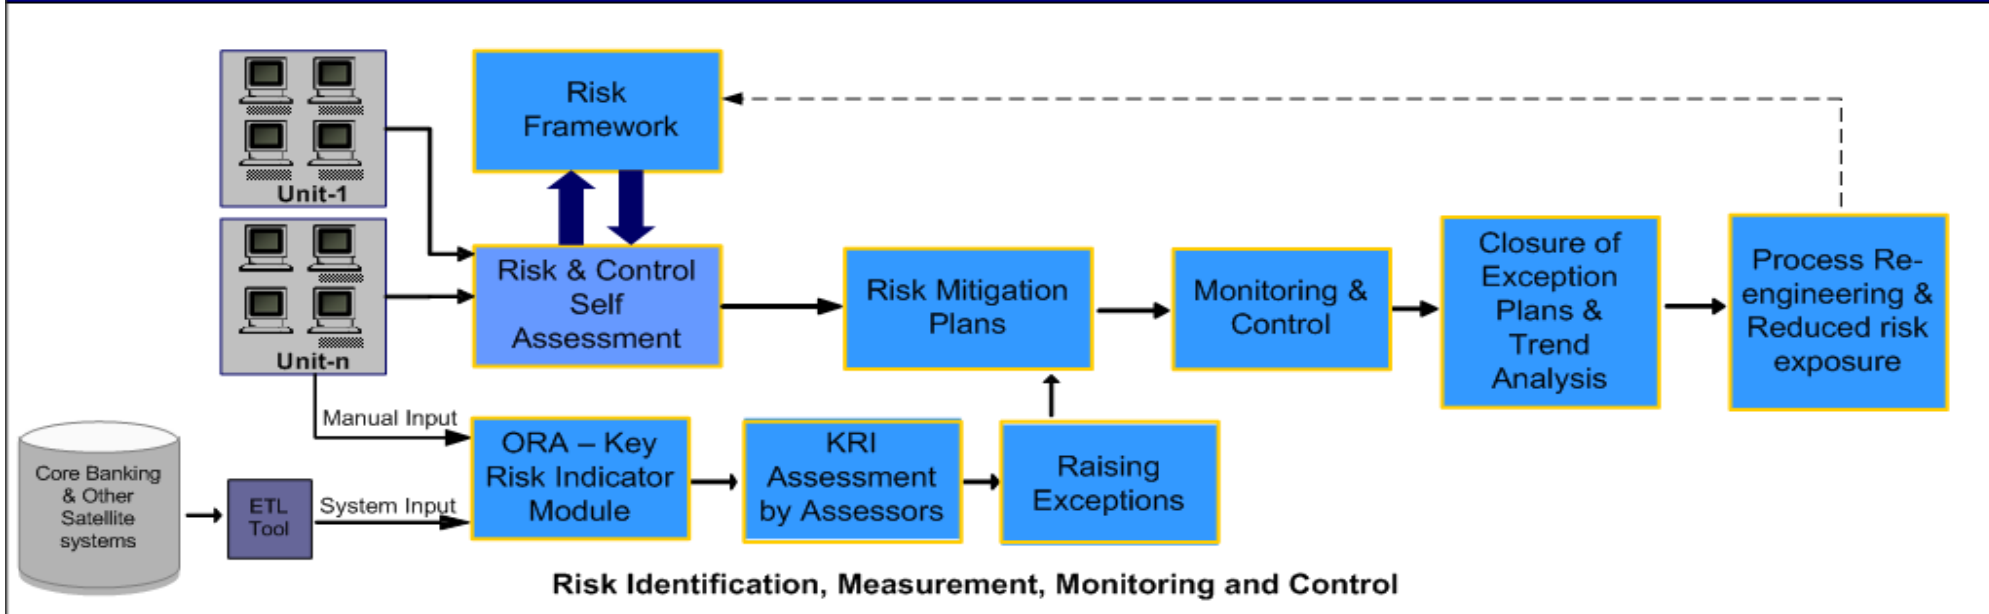 Unit-1
Risk
Framework
Unit-n
Risk & Control
Self
Assessment
Risk Mitigation
Plans
Monitoring &
Control
Closure of
Exception
Plans &
Trend
Analysis
Process Re-
engineering &
Reduced risk
exposure
Manual Input
Core Banking
& Other
Satellite
systems
ETL
Tool
System Input
ORA – Key
Risk Indicator
Module
KRI
Assessment
by Assessors
Raising
Exceptions
Risk Identification, Measurement, Monitoring and Control